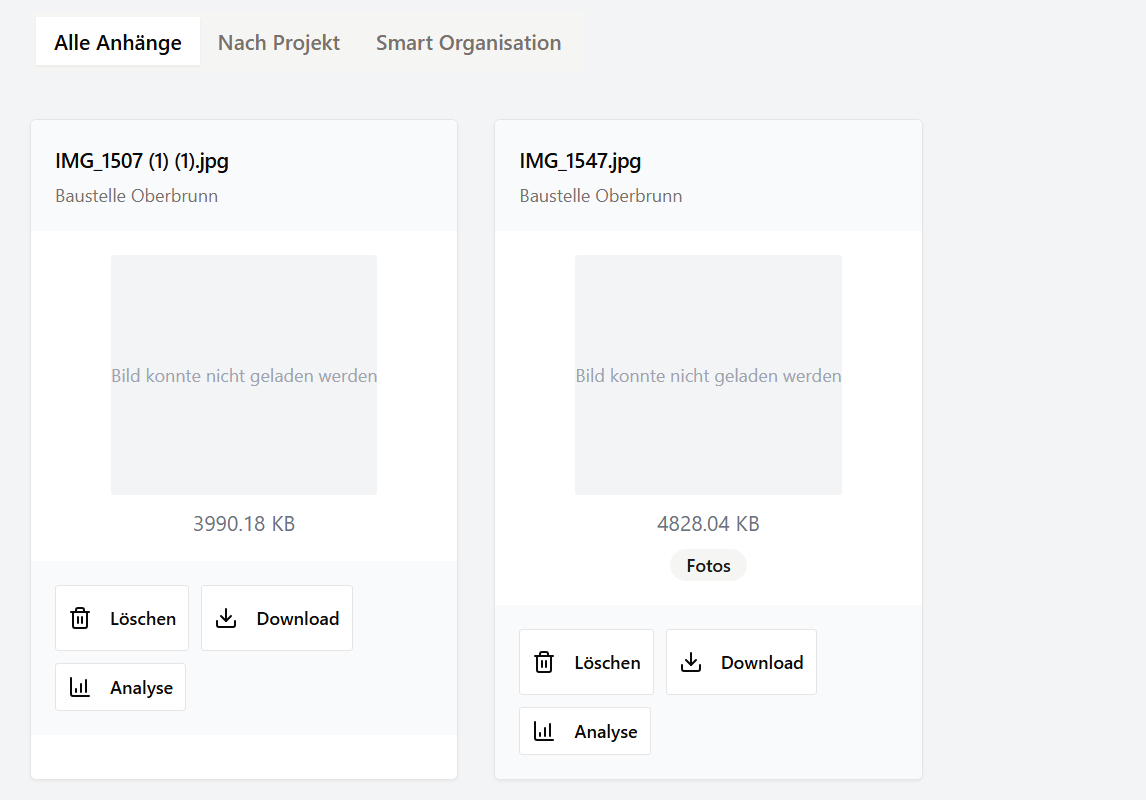 Alle Anhänge Nach Projekt Smart Organisation
IMG_1507 (1) (1).jpg
Baustelle Oberbrunn
Bild konnte nicht geladen werden
3990.18 KB
Löschen Download
Analyse
IMG_1547.jpg
Baustelle Oberbrunn
Bild konnte nicht geladen werden
4828.04 KB
Fotos
Löschen Download
Analyse